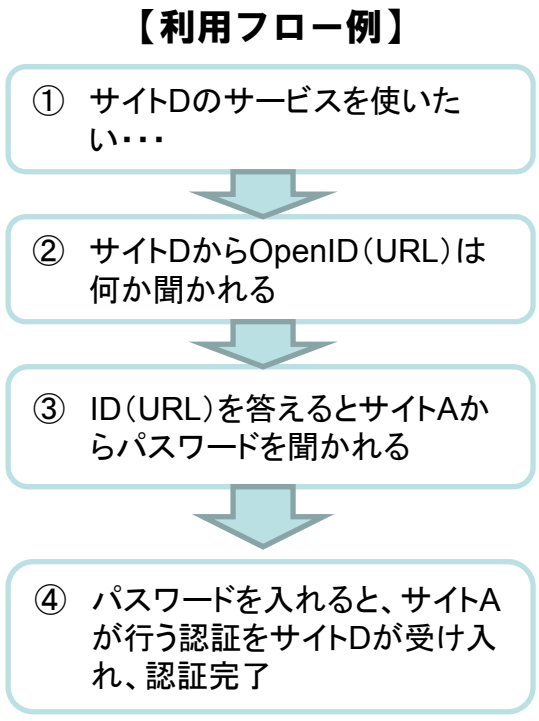 【利用フロー例】
① サイトDのサービスを使いた
い・・・
② サイトDからOpenID（URL）は
何か聞かれる
③ ID（URL）を答えるとサイトAか
らパスワードを聞かれる
④ パスワードを入れると、サイトA
が行う認証をサイトDが受け入
れ、認証完了